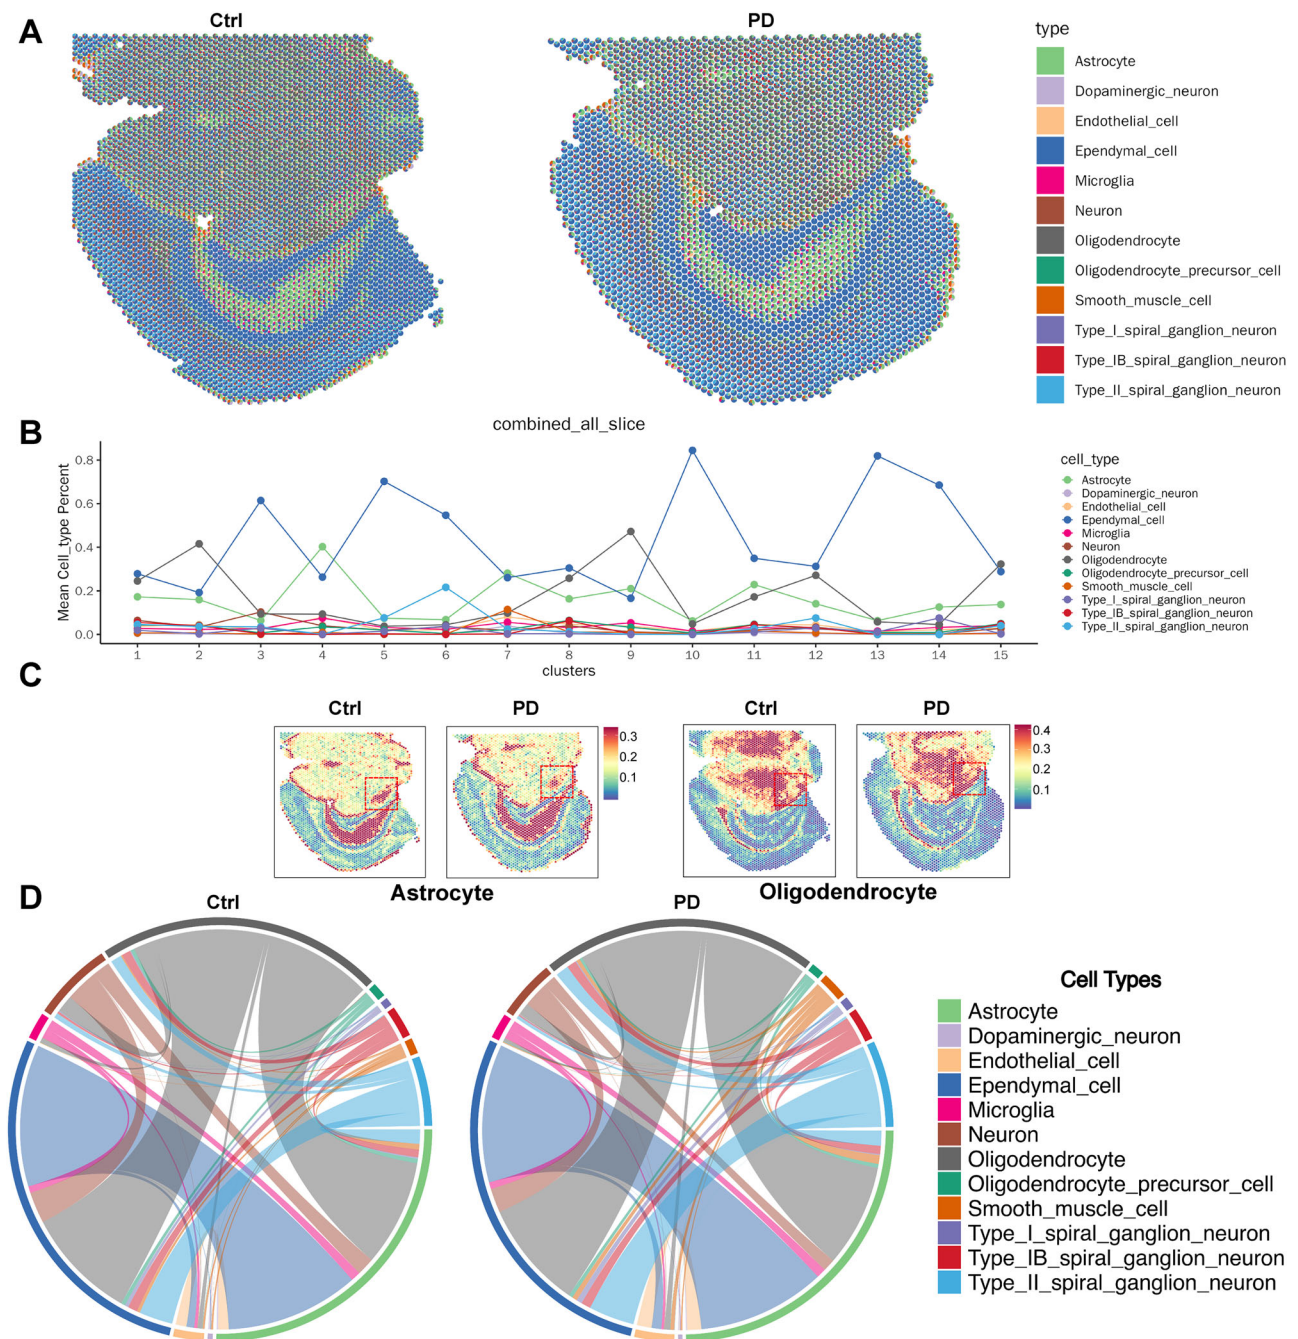 A
Ctrl
PD
type
Astrocyte
Dopaminergic_neuron
Endothelial_cell
Ependymal_cell
Microglia
Neuron
Oligodendrocyte
Oligodendrocyte_precursor_cell
Smooth_muscle_cell
Type_I_spiral_ganglion_neuron
Type_IB_spiral_ganglion_neuron
Type_II_spiral_ganglion_neuron
B
combined_all_slice
Mean Cell_type Percent
0.8
0.6
0.4
0.2
0.0
1 2 3 4 5 6 7 8 9 10 11 12 13 14 15
clusters
cell_type
Astrocyte
Dopaminergic_neuron
Endothelial_cell
Ependymal_cell
Microglia
Neuron
Oligodendrocyte
Oligodendrocyte_precursor_cell
Smooth_muscle_cell
Type_I_spiral_ganglion_neuron
Type_IB_spiral_ganglion_neuron
Type_II_spiral_ganglion_neuron
C
Ctrl
PD
0.3
0.2
0.1
Astrocyte
Ctrl
PD
0.4
0.3
0.2
0.1
Oligodendrocyte
D
Ctrl
PD
Cell Types
Astrocyte
Dopaminergic_neuron
Endothelial_cell
Ependymal_cell
Microglia
Neuron
Oligodendrocyte
Oligodendrocyte_precursor_cell
Smooth_muscle_cell
Type_I_spiral_ganglion_neuron
Type_IB_spiral_ganglion_neuron
Type_II_spiral_ganglion_neuron